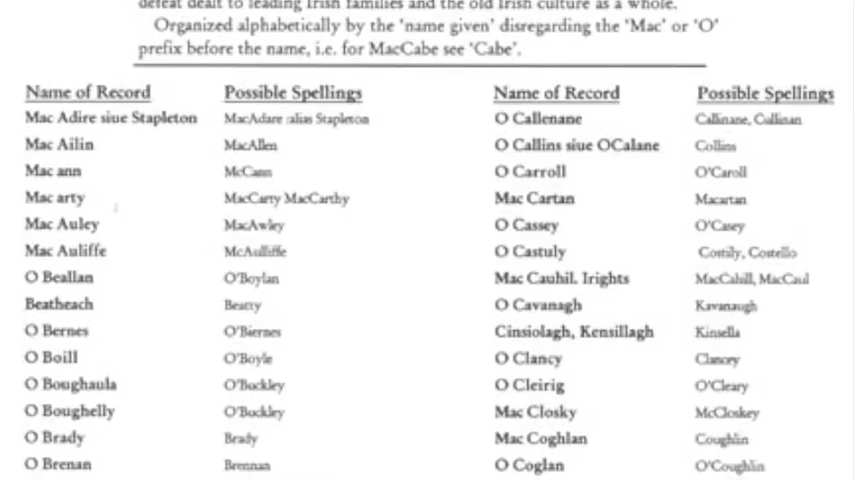 defeat dealt to leading Irish families and the old Irish culture as a whole.
Organized alphabetically by the 'name given' disregarding the 'Mac' or 'O'
prefix before the name, i.e. for MacCabe see 'Cabe'.
Name of Record Possible Spellings
Mac Adire siue Stapleton MacAdare alias Stapleton
Mac Ailin MacAllen
Mac ann McCann
Mac arty MacCarty MacCarthy
Mac Auley MacAwley
Mac Auliffe McAulliffe
O Beallan O'Boylan
Beatheach Beatty
O Bernes O'Biernes
O Boill O'Boyle
O Boughaula O'Buckley
O Boughelly O'Buckley
O Brady Brady
O Brenan Brennan
Name of Record Possible Spellings
O Callenane Callinane, Cullinan
O Callins siue OCalane Collins
O Carroll O'Caroll
Mac Cartan Macartan
O Cassey O'Casey
O Castuly Costily, Costello
Mac Cauhil. Irights MacCahill, MacCaul
O Cavanagh Kavanaugh
Cinsiolagh, Kensillagh Kinsella
O Clancy Clancey
O Cleirig O'Cleary
Mac Closky McCloskey
Mac Coghlan Coughlin
O Coglan O'Coughlin